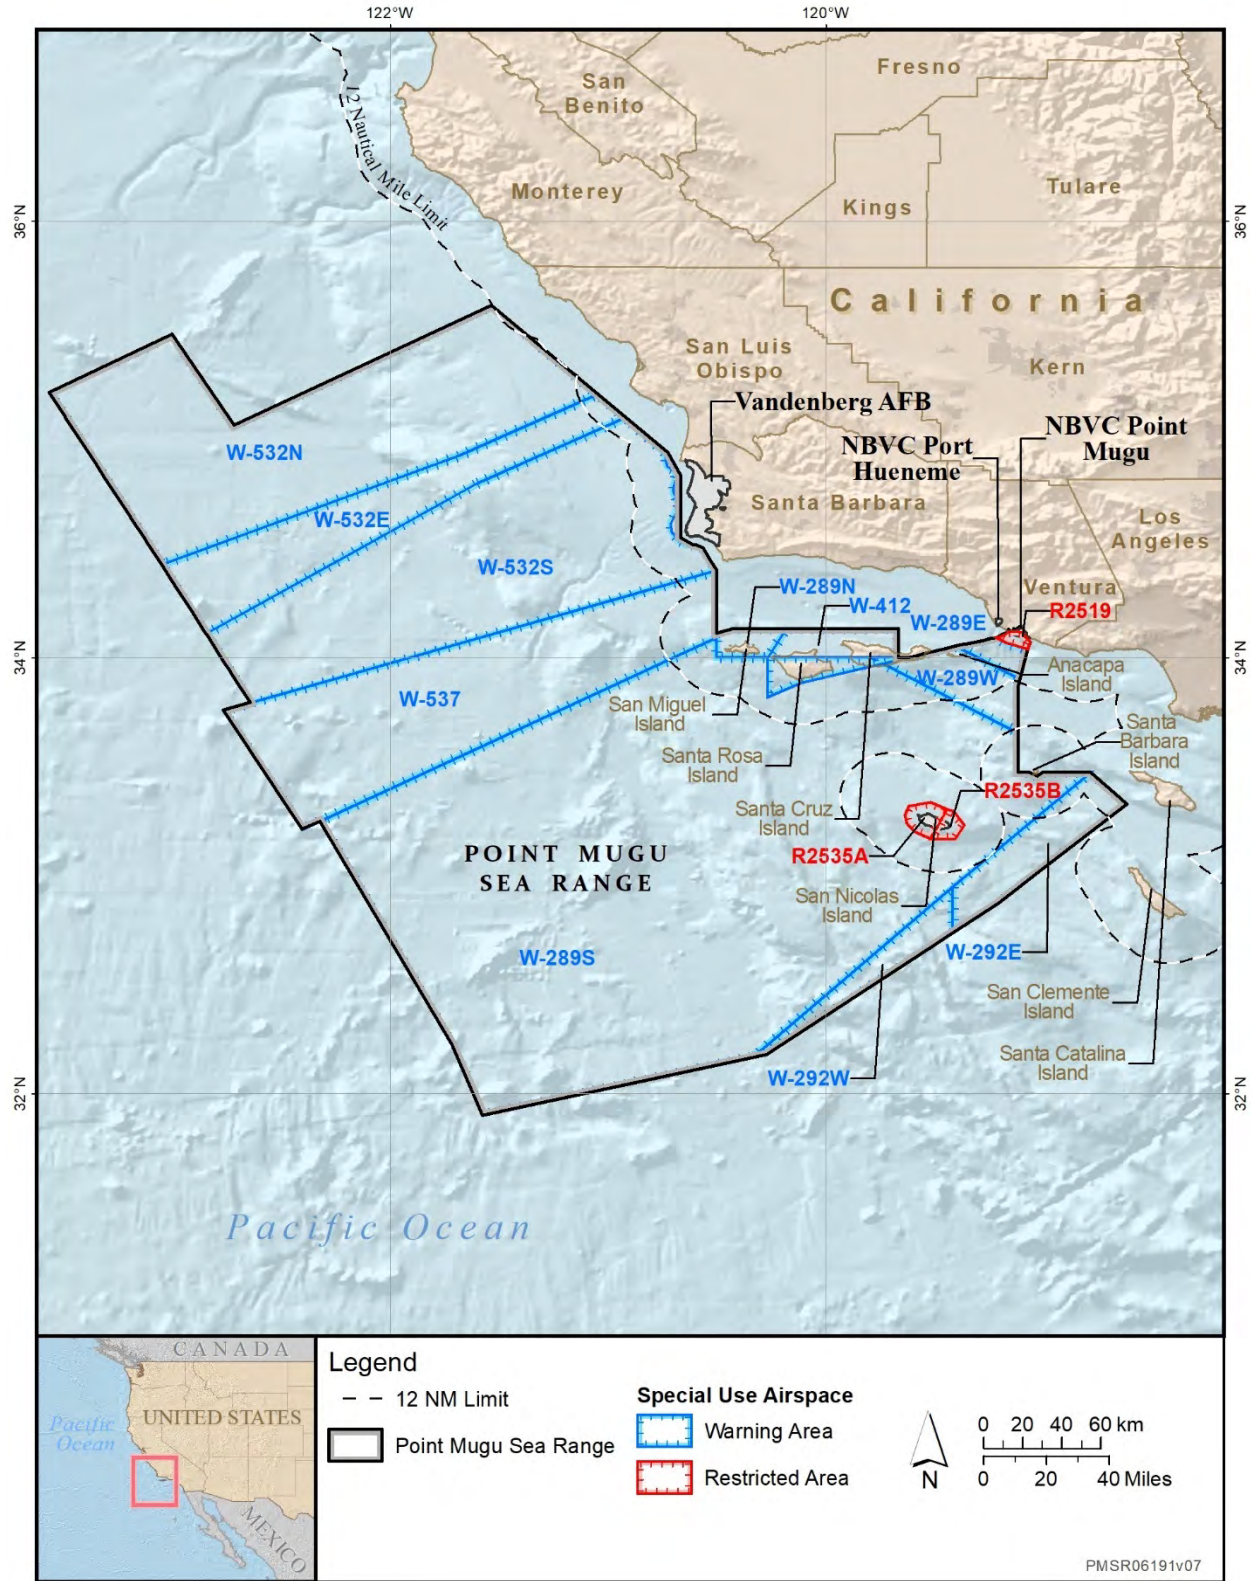 122°W
120°W
Fresno
San
Benito
12 Nautical Mile Limit
Monterey
Tulare
Kings
36°N
36°N
California
San Luis
Obispo
Kern
Vandenberg AFB
NBVC Point
Mugu
NBVC Port
Hueneme
W-532N
Santa Barbara
W-532E
Los
Angeles
W-532S
W-289N
Ventura
W-412
R2519
W-289E
34°N
34°N
Anacapa
Island
W-289W
W-537
San Miguel
Island
Santa
Barbara
Island
Santa Rosa
Island
R2535B
Santa Cruz
Island
POINT MUGU
SEA RANGE
R2535A
San Nicolas
Island
W-289S
W-292E
San Clemente
Island
Santa Catalina
Island
W-292W
32°N
32°N
Pacific Ocean
CANADA
UNITED STATES
Pacific
Ocean
MEXICO
Legend
12 NM Limit
Point Mugu Sea Range
Special Use Airspace
Warning Area
Restricted Area
N
0 20 40 60 km
0 20 40 Miles
PMSR06191v07